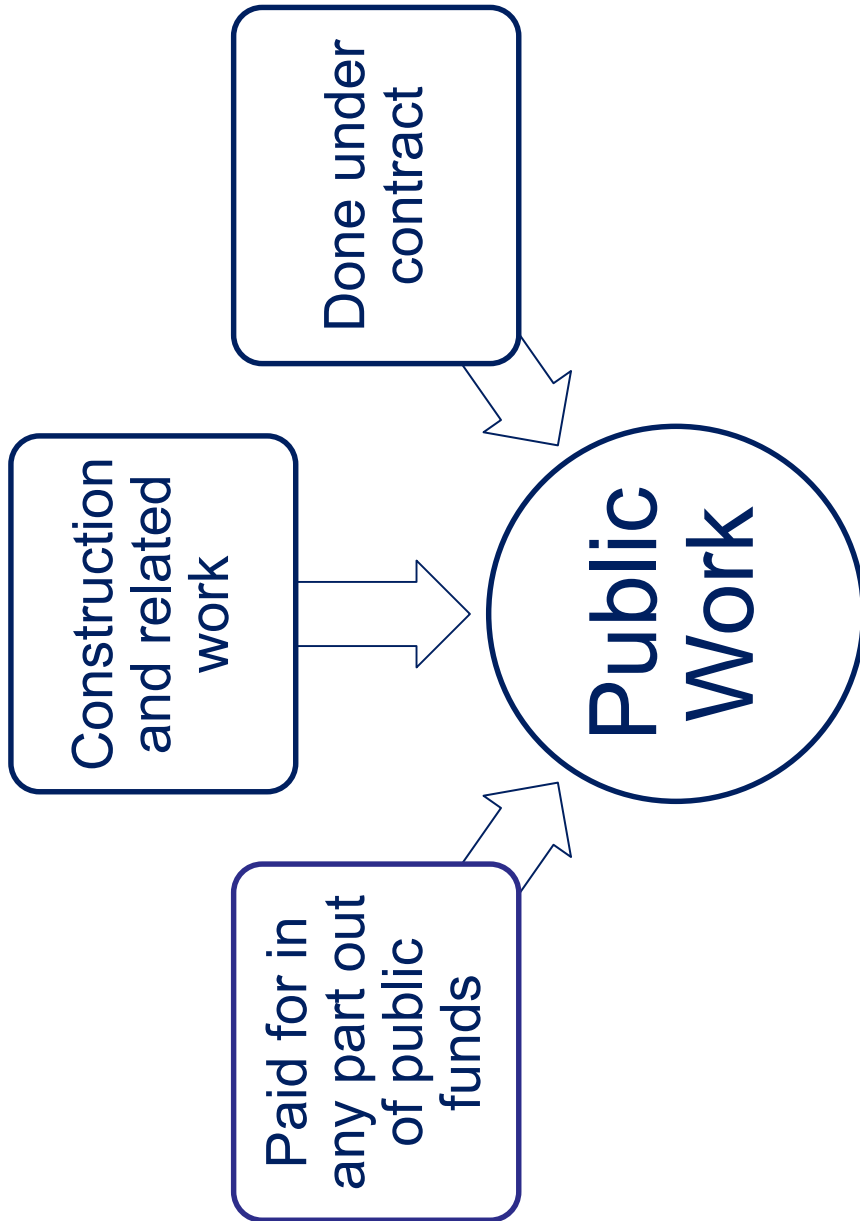 Paid for in
any part out
of public
funds
Construction
and related
work
Done under
contract
Public
Work